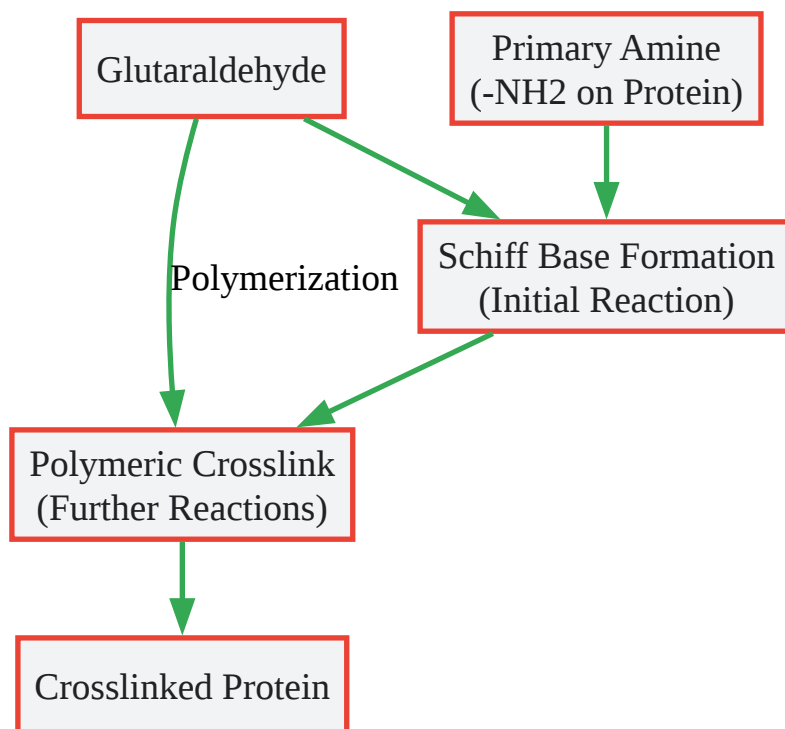 Glutaraldehyde
Primary Amine
(-NH2 on Protein)
Schiff Base Formation
(Initial Reaction)
Polymerization
Polymeric Crosslink
(Further Reactions)
Crosslinked Protein